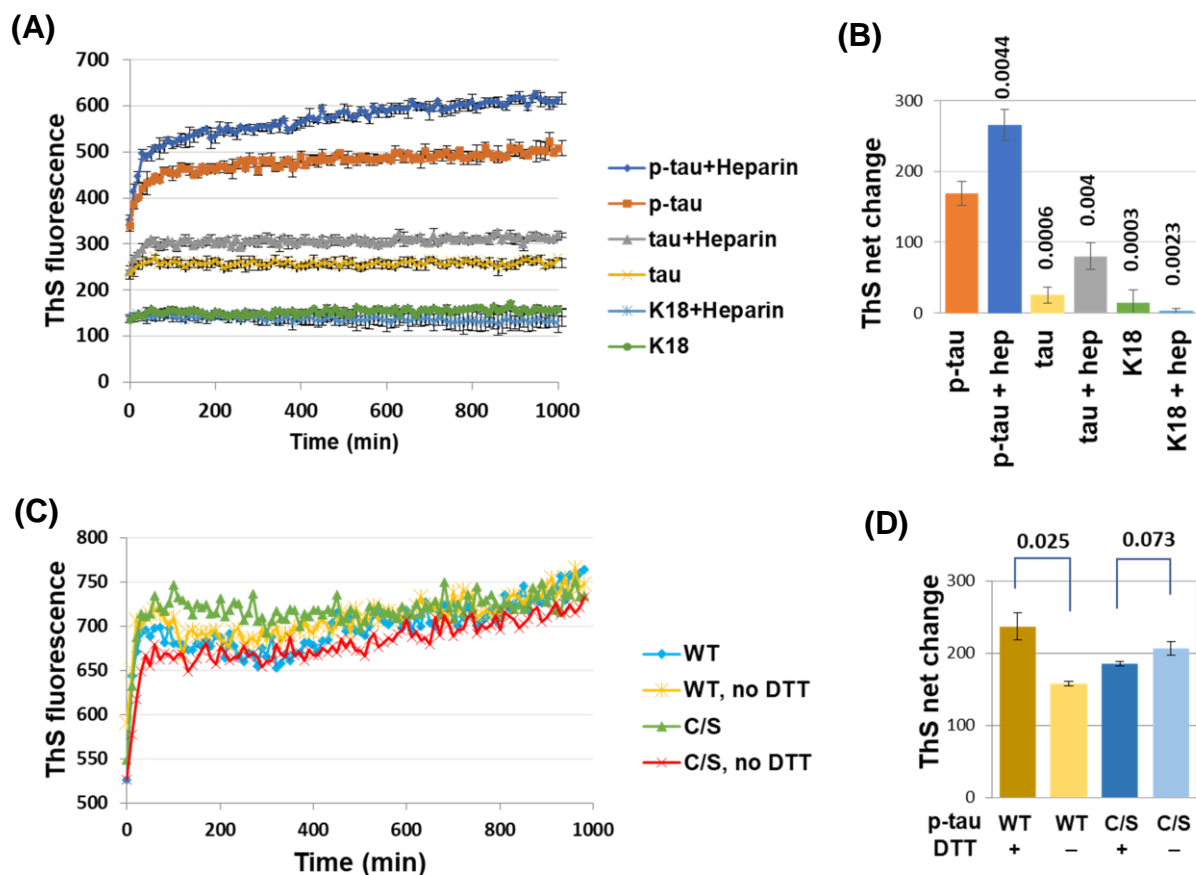 (A)
700
600
500
400
300
200
100
0
ThS fluorescence
0 200 400 600 800 1000
Time (min)
p-tau+Heparin
p-tau
tau+Heparin
tau
K18+Heparin
K18
(B)
300
200
100
0
ThS net change
0.0044
0.0006
0.004
0.0003
0.0023
p-tau
p-tau + hep
tau
tau + hep
K18
K18 + hep
(C)
800
750
700
650
600
550
500
ThS fluorescence
0 200 400 600 800 1000
Time (min)
WT
WT, no DTT
C/S
C/S, no DTT
(D)
0.025 0.073
300
200
100
0
ThS net change
p-tau WT WT C/S C/S
DTT + – + –